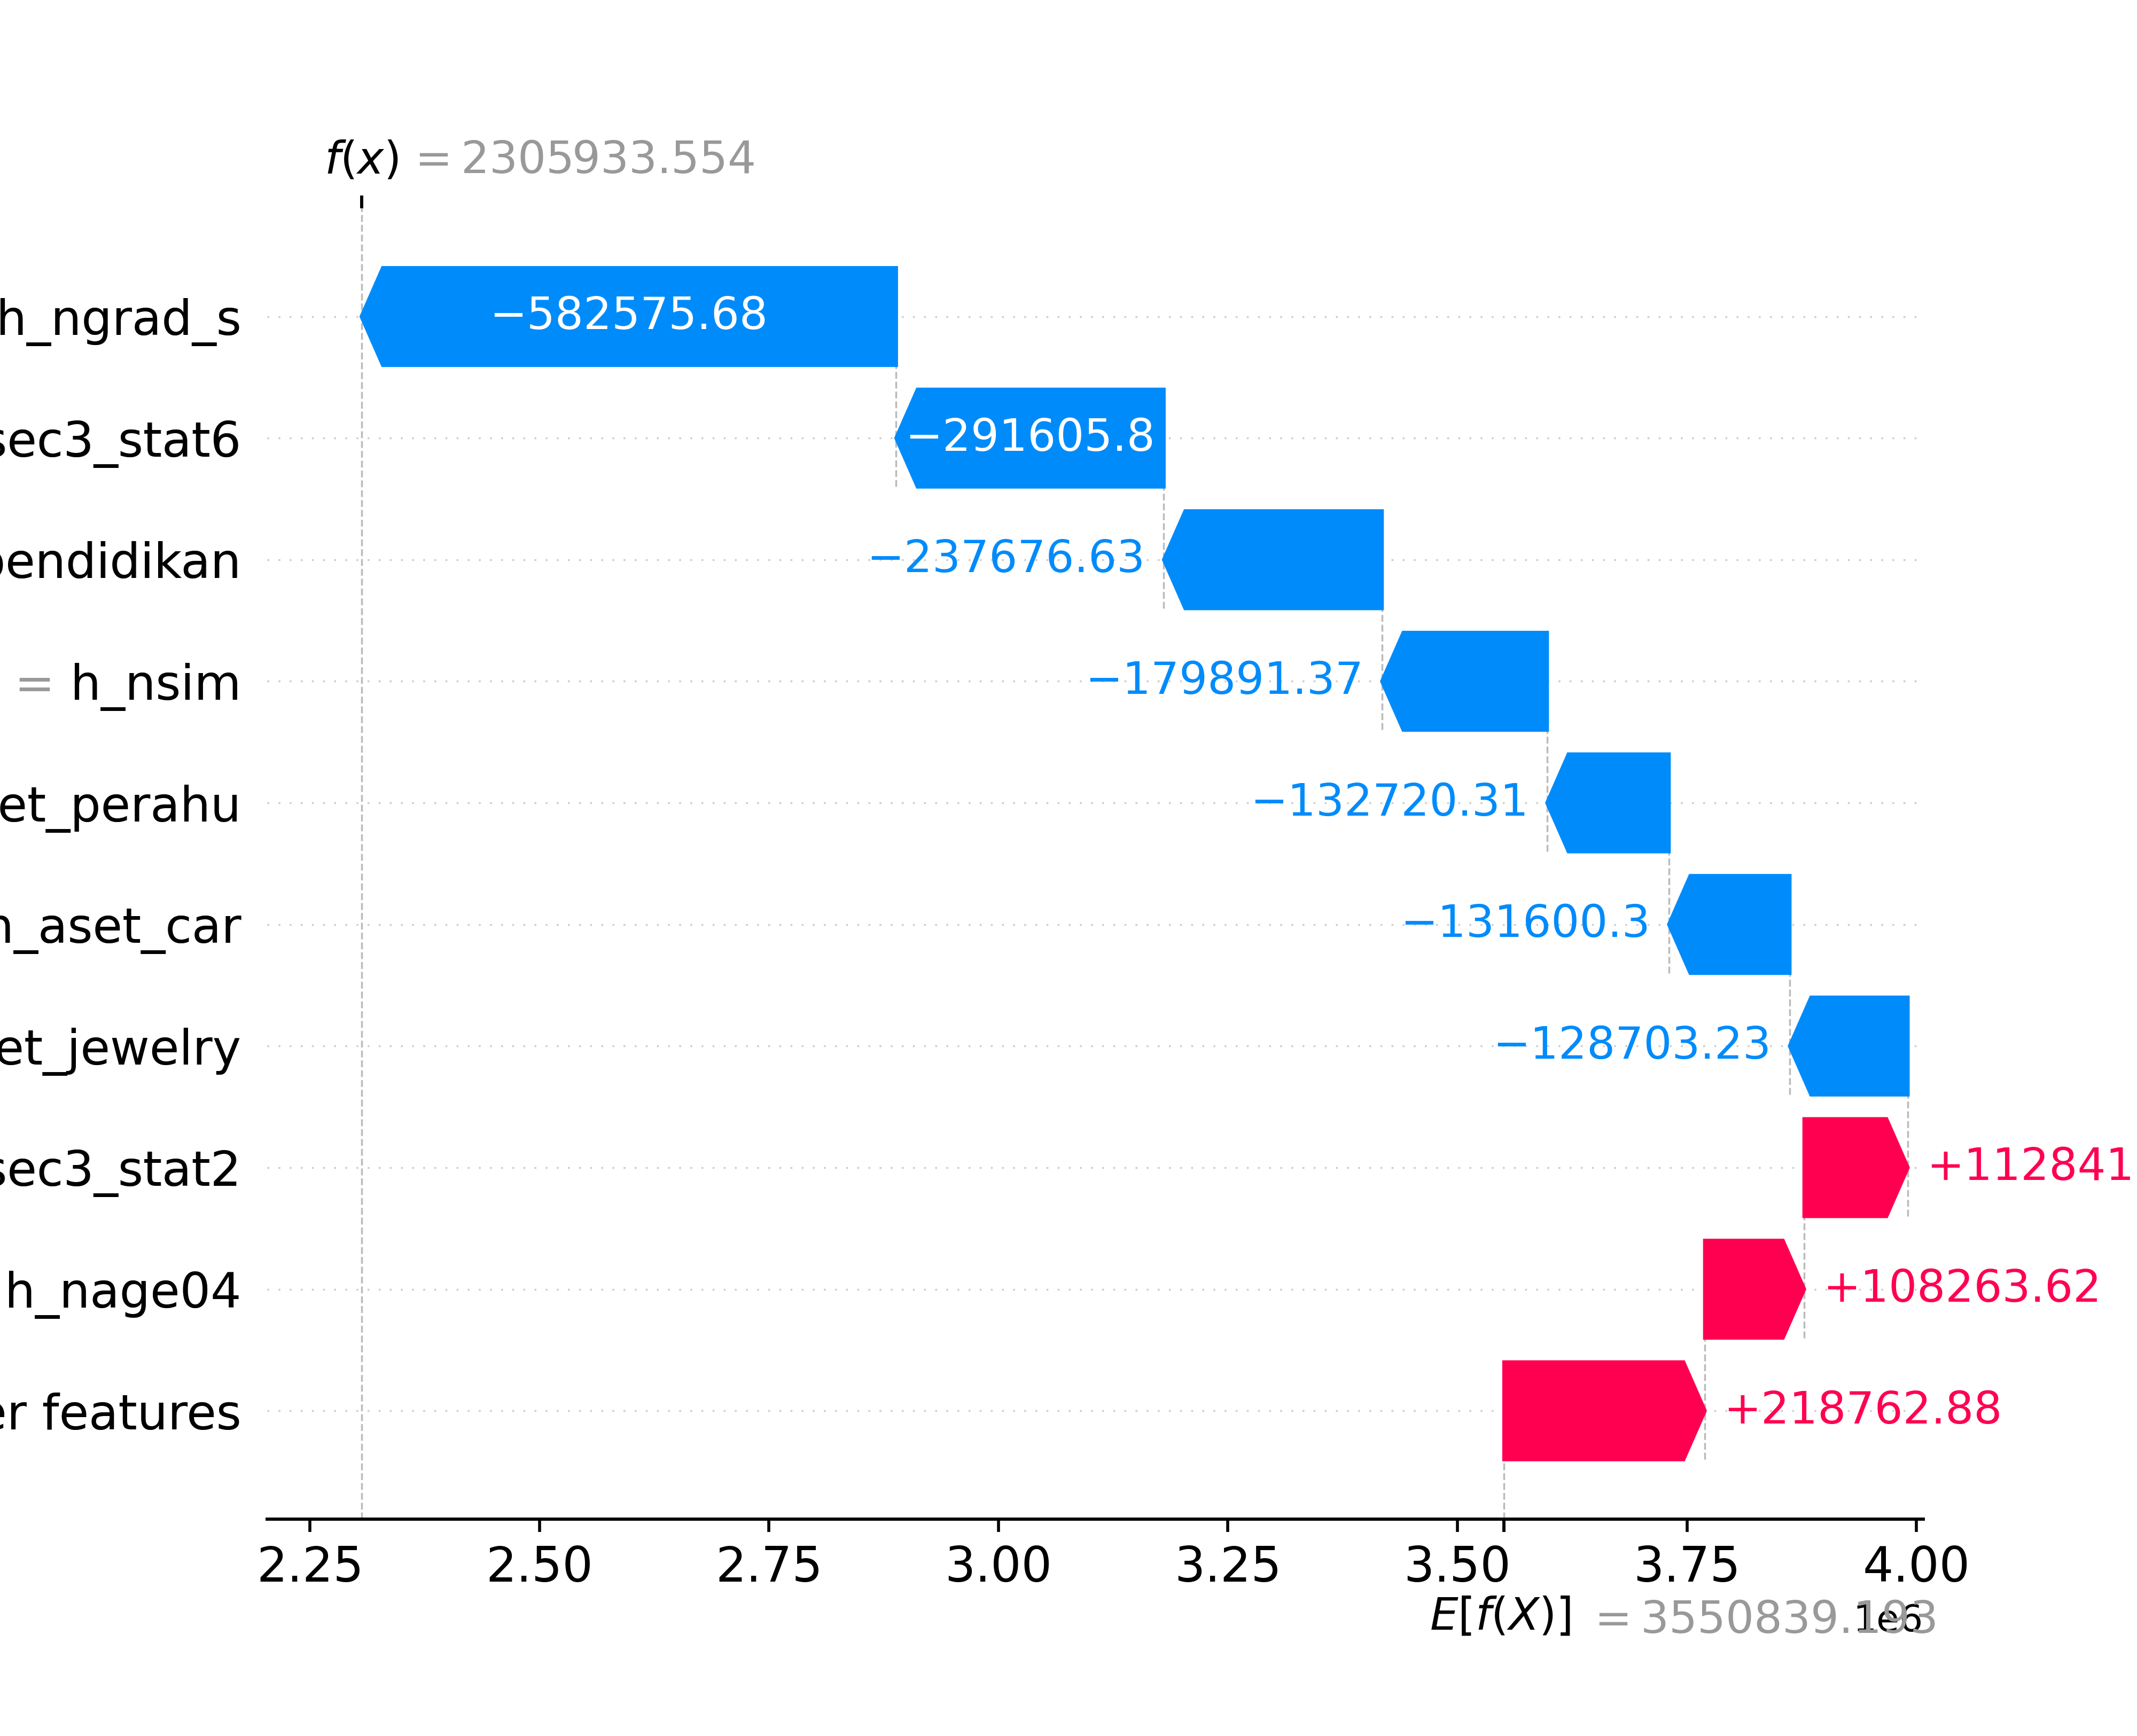 f(x) = 2305933.554
h_ngrad_s −582575.68
sec3_stat6 −291605.8
pendidikan −237676.63
= h_nsim −179891.37
et_perahu −132720.31
h_aset_car −131600.3
et_jewelry −128703.23
sec3_stat2 +112841
h_nage04 +108263.62
er features +218762.88
2.25 2.50 2.75 3.00 3.25 3.50 3.75 4.00
1e6
E[f(X)] = 3550839.193